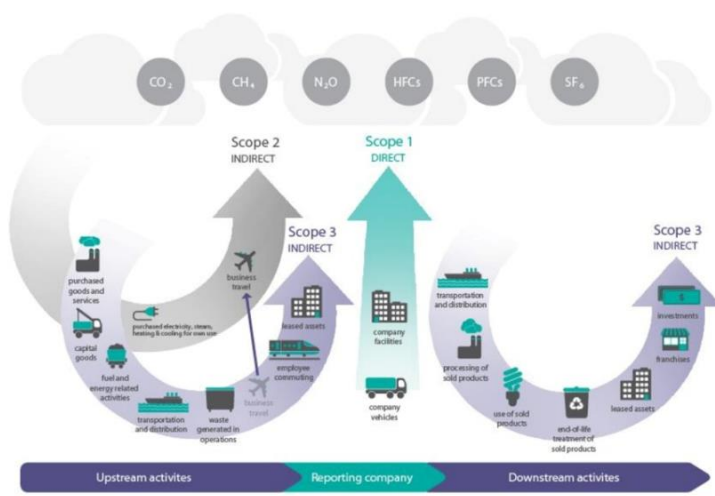 CO₂
CH₄
N₂O
HFCs
PFCs
SF₆
Scope 2
INDIRECT
Scope 1
DIRECT
Scope 3
INDIRECT
Scope 3
INDIRECT
purchased
goods and
services
capital
goods
fuel and
energy related
activities
purchased electricity, steam,
heating & cooling for own use
transportation
and distribution
waste
generated in
operations
business
travel
business
travel
employee
commuting
leased assets
company
facilities
company
vehicles
transportation
and distribution
processing of
sold products
use of sold
products
end-of-life
treatment of
sold products
leased assets
franchises
investments
Upstream activites
Reporting company
Downstream activites